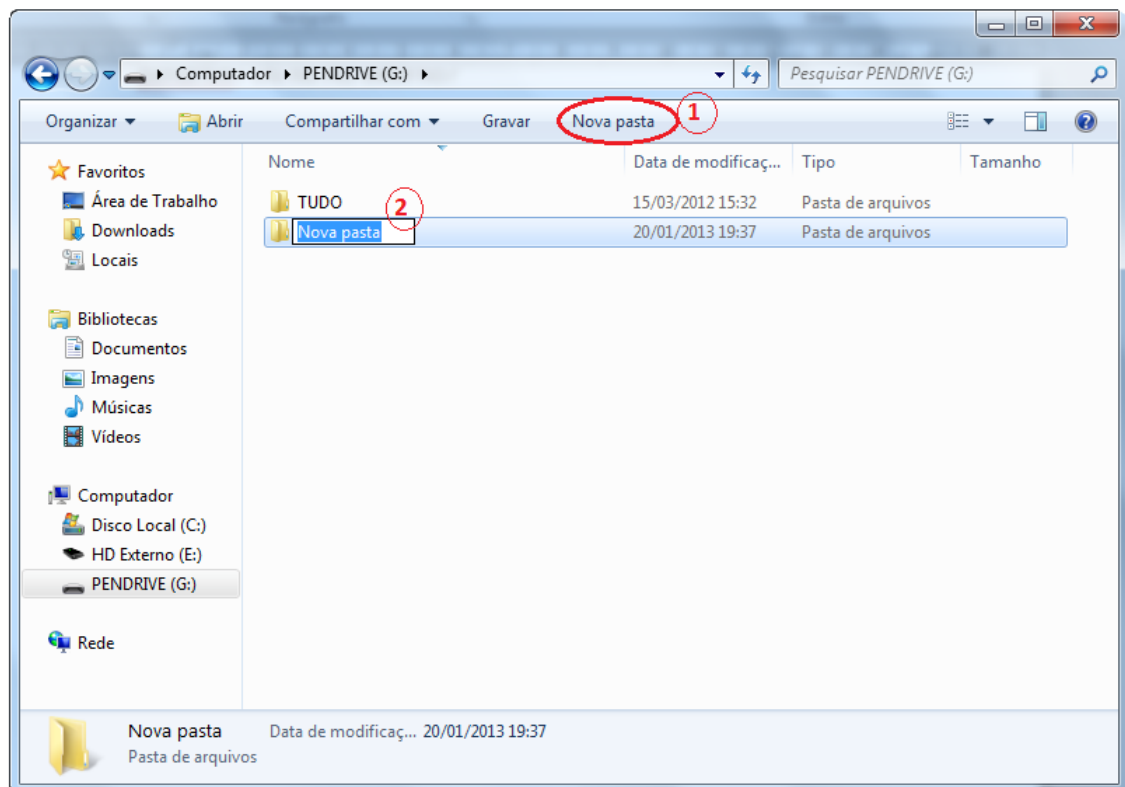 Computador PENDRIVE (G:) Pesquisar PENDRIVE (G:)
Organizar Abrir Compartilhar com Gravar Nova pasta 1
Nome Data de modificaç... Tipo Tamanho
TUDO 15/03/2012 15:32 Pasta de arquivos
2
Nova pasta 20/01/2013 19:37 Pasta de arquivos
Favoritos
Área de Trabalho
Downloads
Locais
Bibliotecas
Documentos
Imagens
Músicas
Vídeos
Computador
Disco Local (C:)
HD Externo (E:)
PENDRIVE (G:)
Rede
Nova pasta Data de modificaç... 20/01/2013 19:37
Pasta de arquivos